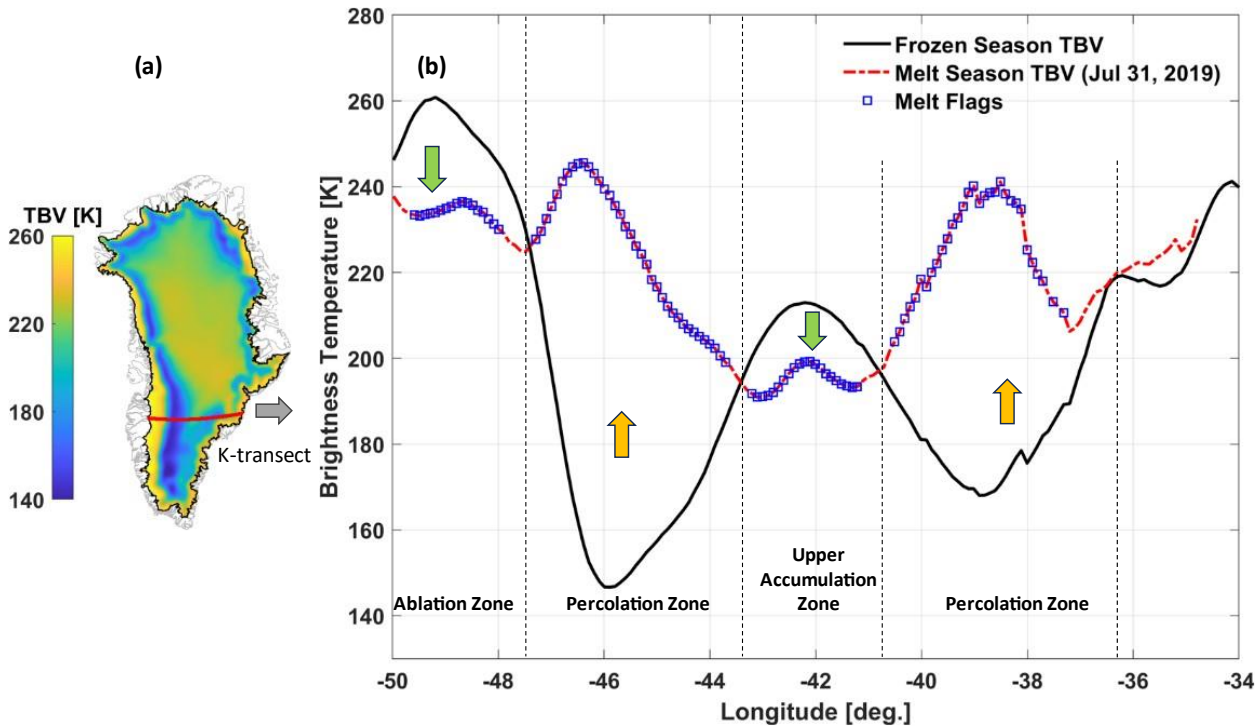 (a)
TBV [K]
260
220
180
140
K-transect
(b)
Frozen Season TBV
Melt Season TBV (Jul 31, 2019)
Melt Flags
280
260
240
220
200
180
160
140
Brightness Temperature [K]
Ablation Zone
Percolation Zone
Upper
Accumulation
Zone
Percolation Zone
-50
-48
-46
-44
-42
-40
-38
-36
-34
Longitude [deg.]